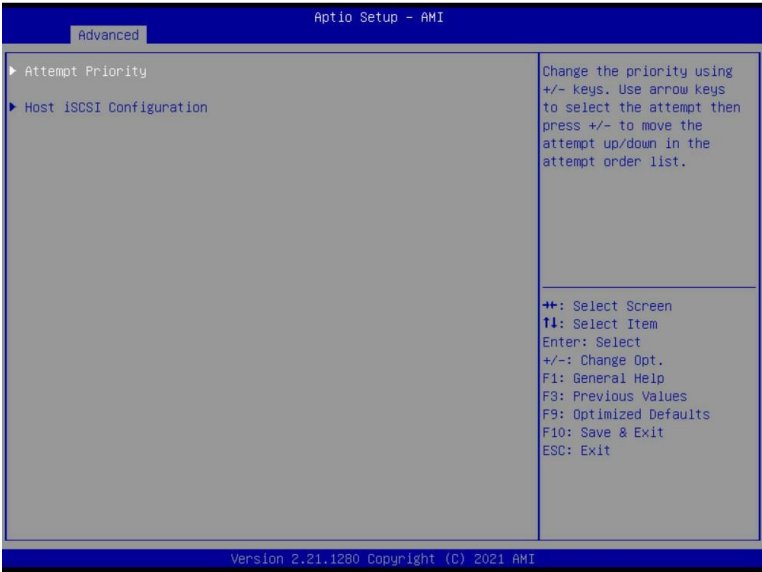 Aptio Setup - AMI
Advanced
▶ Attempt Priority
▶ Host iSCSI Configuration
Change the priority using
+/- keys. Use arrow keys
to select the attempt then
press +/- to move the
attempt up/down in the
attempt order list.
→←: Select Screen
↑↓: Select Item
Enter: Select
+/-: Change Opt.
F1: General Help
F3: Previous Values
F9: Optimized Defaults
F10: Save & Exit
ESC: Exit
Version 2.21.1280 Copyright (C) 2021 AMI